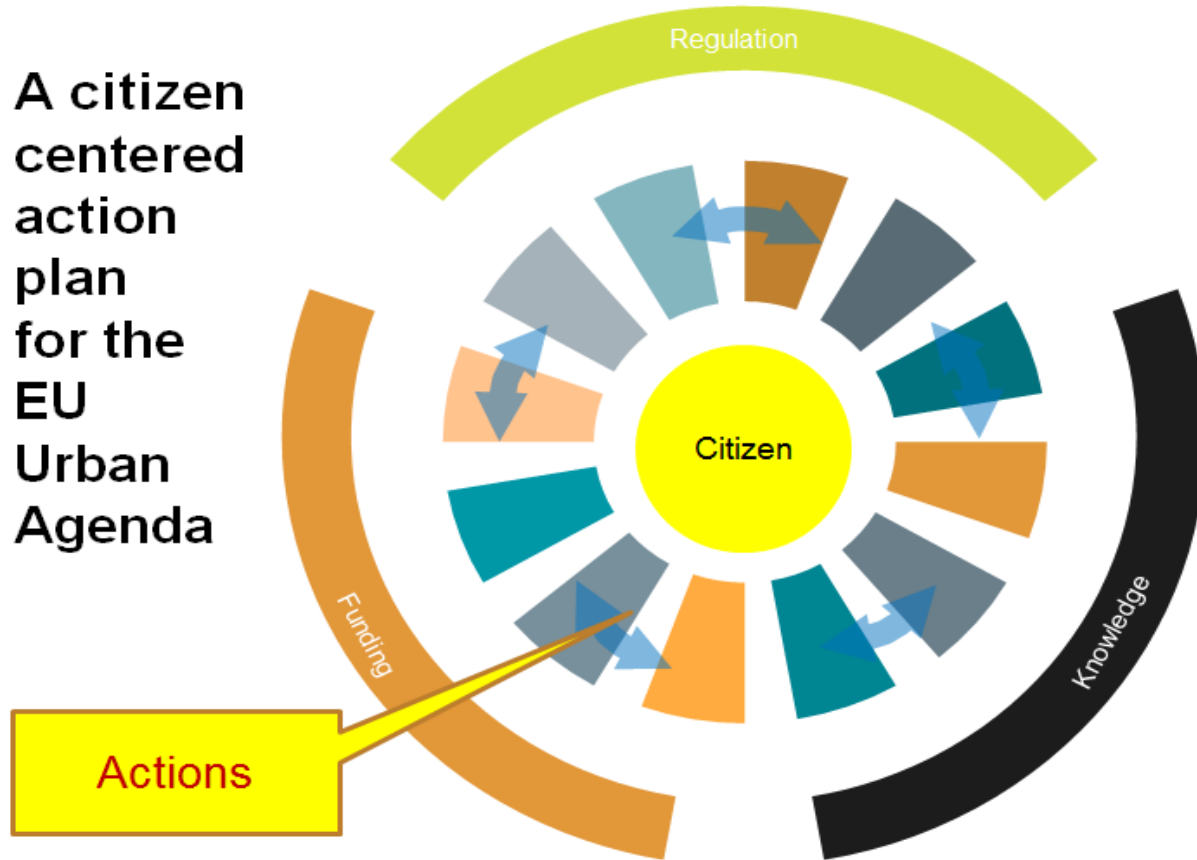 A citizen
centered
action
plan
for the
EU
Urban
Agenda
Regulation
Citizen
Funding
Knowledge
Actions